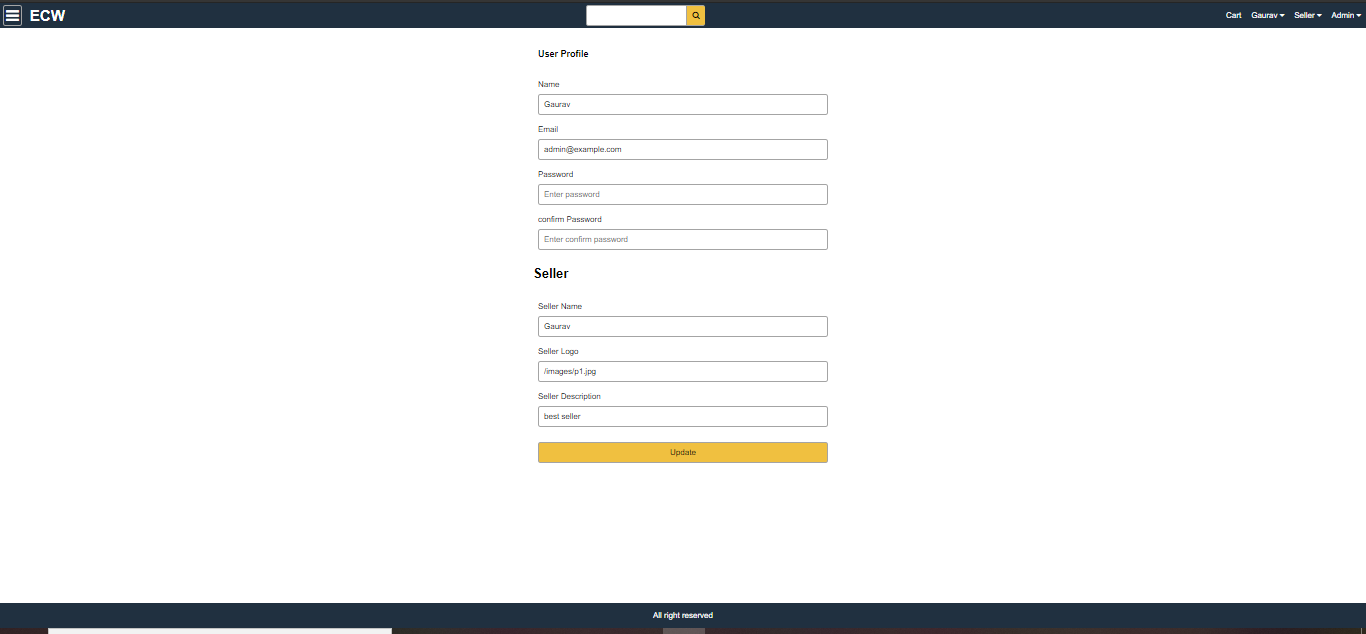 ECW
Cart Gaurav Seller Admin
User Profile
Name
Gaurav
Email
admin@example.com
Password
Enter password
confirm Password
Enter confirm password
Seller
Seller Name
Gaurav
Seller Logo
/images/p1.jpg
Seller Description
best seller
Update
All right reserved